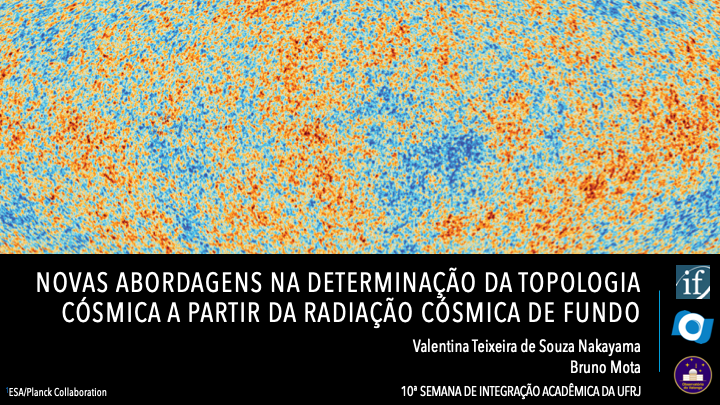 NOVAS ABORDAGENS NA DETERMINAÇÃO DA TOPOLOGIA
CÓSMICA A PARTIR DA RADIAÇÃO CÓSMICA DE FUNDO
Valentina Teixeira de Souza Nakayama
Bruno Mota
10ª SEMANA DE INTEGRAÇÃO ACADÊMICA DA UFRJ
ESA/Planck Collaboration
if